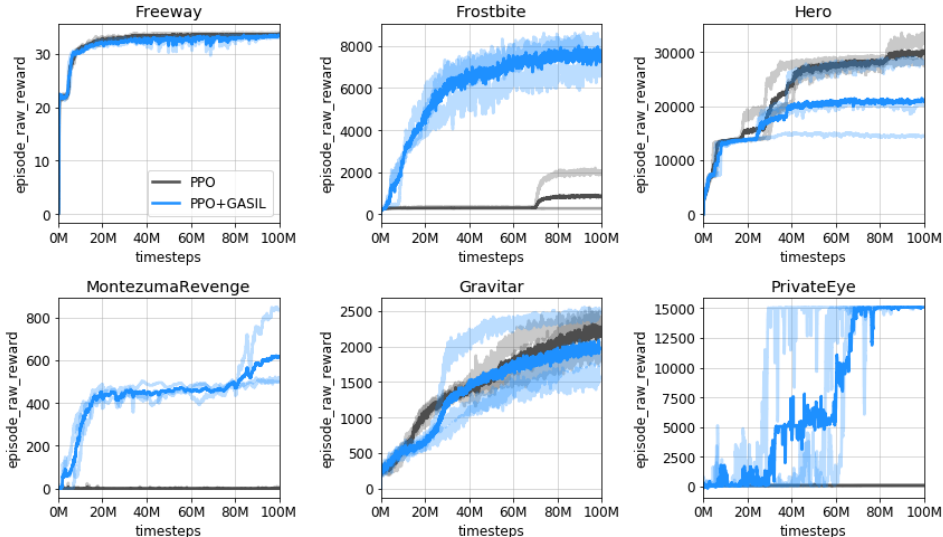 Freeway
episode_raw_reward
30
20
10
0
PPO
PPO+GASIL
0M 20M 40M 60M 80M 100M
timesteps
Frostbite
episode_raw_reward
8000
6000
4000
2000
0
0M 20M 40M 60M 80M 100M
timesteps
Hero
episode_raw_reward
30000
20000
10000
0
0M 20M 40M 60M 80M 100M
timesteps
MontezumaRevenge
episode_raw_reward
800
600
400
200
0
0M 20M 40M 60M 80M 100M
timesteps
Gravitar
episode_raw_reward
2500
2000
1500
1000
500
0
0M 20M 40M 60M 80M 100M
timesteps
PrivateEye
episode_raw_reward
15000
12500
10000
7500
5000
2500
0
0M 20M 40M 60M 80M 100M
timesteps